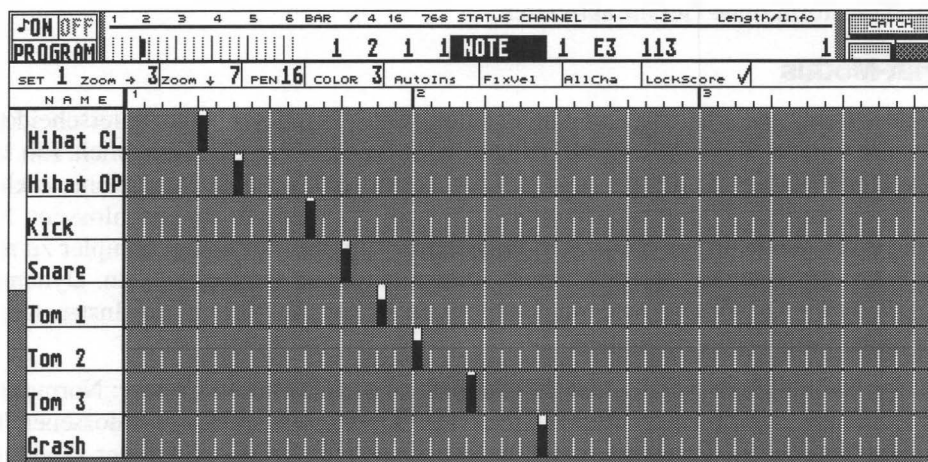 ♪ON OFF 1 2 3 4 5 6 BAR / 4 16 768 STATUS CHANNEL -1- -2- Length/Info CATCH
PROGRAM 1 2 1 1 NOTE 1 E3 113 1
SET 1 Zoom → 3 Zoom ↓ 7 PEN 16 COLOR 3 AutoIns FixVel AllCha LockScore √
NAME 1 2 3
Hihat CL
Hihat OP
Kick
Snare
Tom 1
Tom 2
Tom 3
Crash